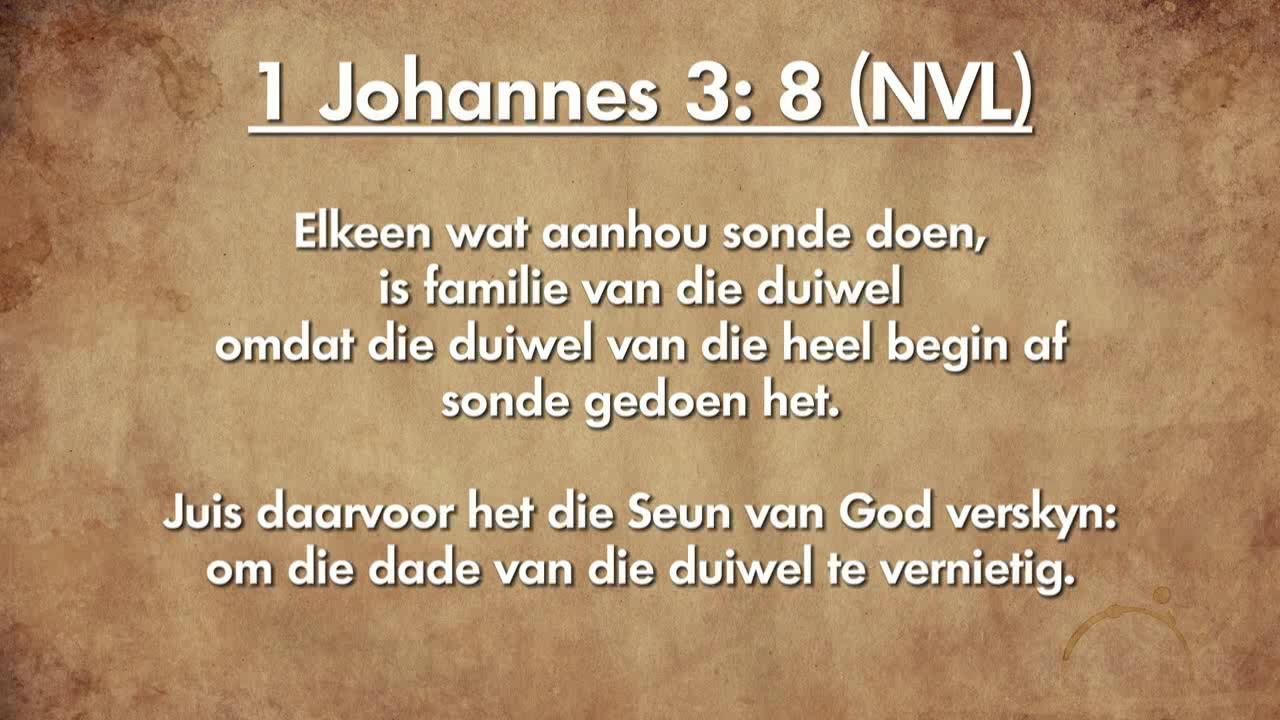 1 Johannes 3: 8 (NVL)
Elkeen wat aanhou sonde doen,
is familie van die duiwel
omdat die duiwel van die heel begin af
sonde gedoen het.
Juis daarvoor het die Seun van God verskyn:
om die dade van die duiwel te vernietig.